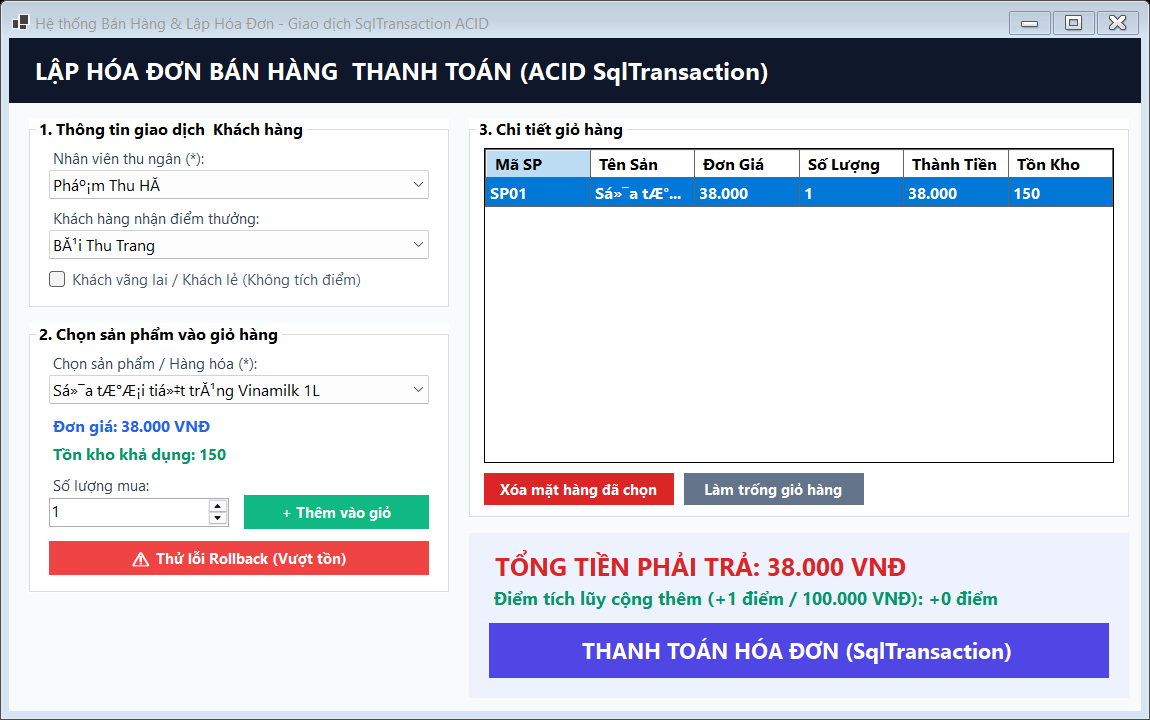 Hệ thống Bán Hàng & Lập Hóa Đơn - Giao dịch SqlTransaction ACID
LẬP HÓA ĐƠN BÁN HÀNG  THANH TOÁN (ACID SqlTransaction)
1. Thông tin giao dịch  Khách hàng
Nhân viên thu ngân (*):
Pháº¡m Thu HĂ
Khách hàng nhận điểm thưởng:
BĂ¹i Thu Trang
Khách vãng lai / Khách lẻ (Không tích điểm)
2. Chọn sản phẩm vào giỏ hàng
Chọn sản phẩm / Hàng hóa (*):
Sá»¯a tÆ°Æ¡i tiá»‡t trĂ¹ng Vinamilk 1L
Đơn giá: 38.000 VNĐ
Tồn kho khả dụng: 150
Số lượng mua:
1
+ Thêm vào giỏ
⚠ Thử lỗi Rollback (Vượt tồn)
3. Chi tiết giỏ hàng
Mã SP Tên Sản Đơn Giá Số Lượng Thành Tiền Tồn Kho
SP01 Sá»¯a tÆ°... 38.000 1 38.000 150
Xóa mặt hàng đã chọn
Làm trống giỏ hàng
TỔNG TIỀN PHẢI TRẢ: 38.000 VNĐ
Điểm tích lũy cộng thêm (+1 điểm / 100.000 VNĐ): +0 điểm
THANH TOÁN HÓA ĐƠN (SqlTransaction)